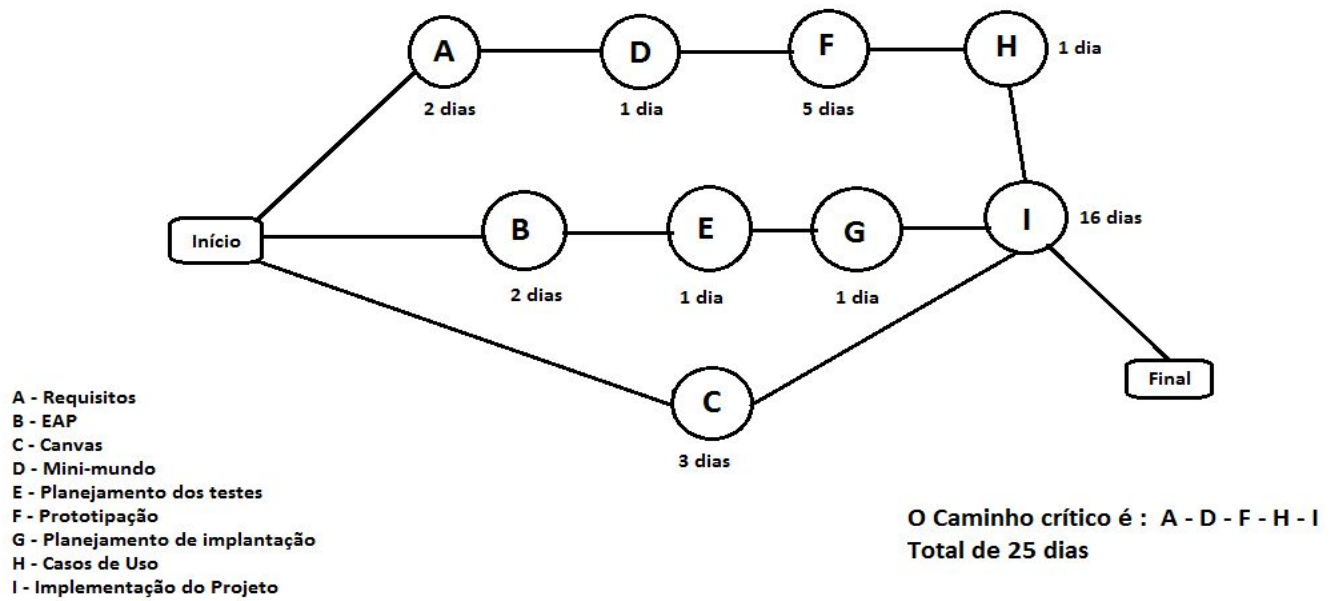 A
D
F
H
1 dia
2 dias
1 dia
5 dias
Início
B
E
G
I
16 dias
2 dias
1 dia
1 dia
Final
C
3 dias
A - Requisitos
B - EAP
C - Canvas
D - Mini-mundo
E - Planejamento dos testes
F - Prototipação
G - Planejamento de implantação
H - Casos de Uso
I - Implementação do Projeto
O Caminho crítico é : A - D - F - H - I
Total de 25 dias